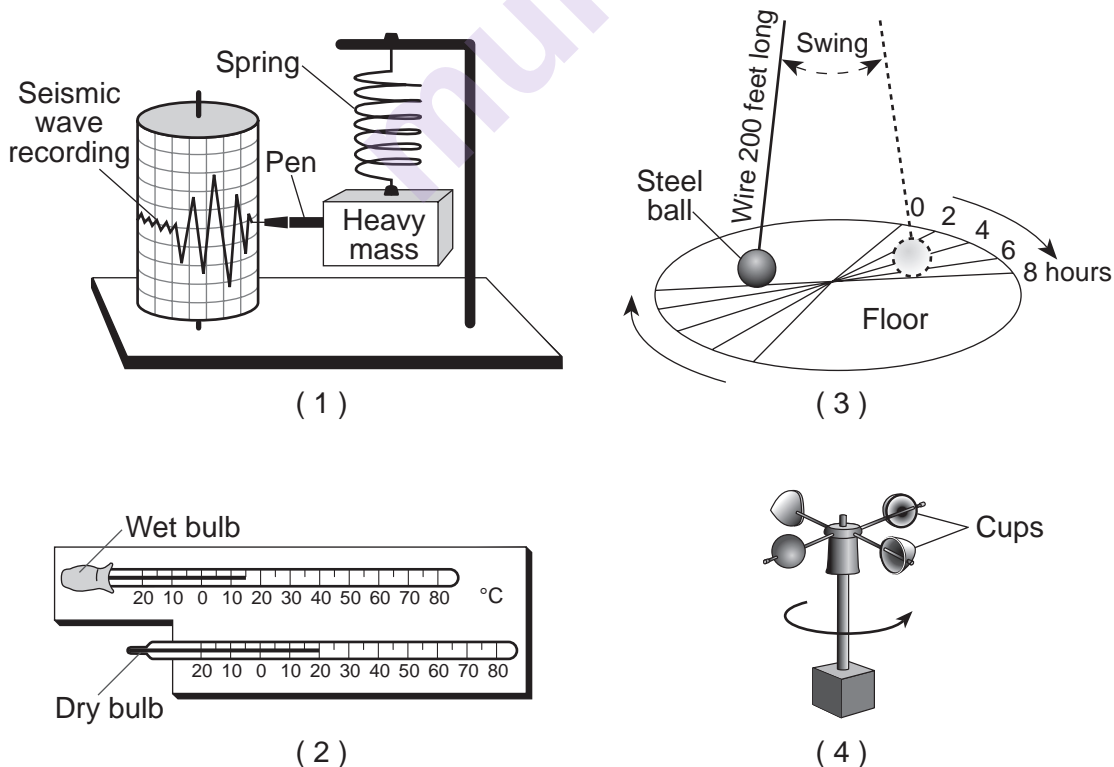 Spring
Seismic
wave
recording
Pen
Heavy
mass
( 1 )
Wire 200 feet long
Swing
Steel
ball
0
2
4
6
8 hours
Floor
( 3 )
Wet bulb
20 10 0 10 20 30 40 50 60 70 80 °C
20 10 0 10 20 30 40 50 60 70 80
Dry bulb
( 2 )
Cups
( 4 )